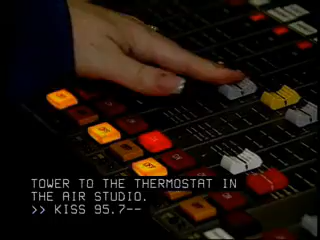 TOWER TO THE THERMOSTAT IN
THE AIR STUDIO.
>> KISS 95.7--